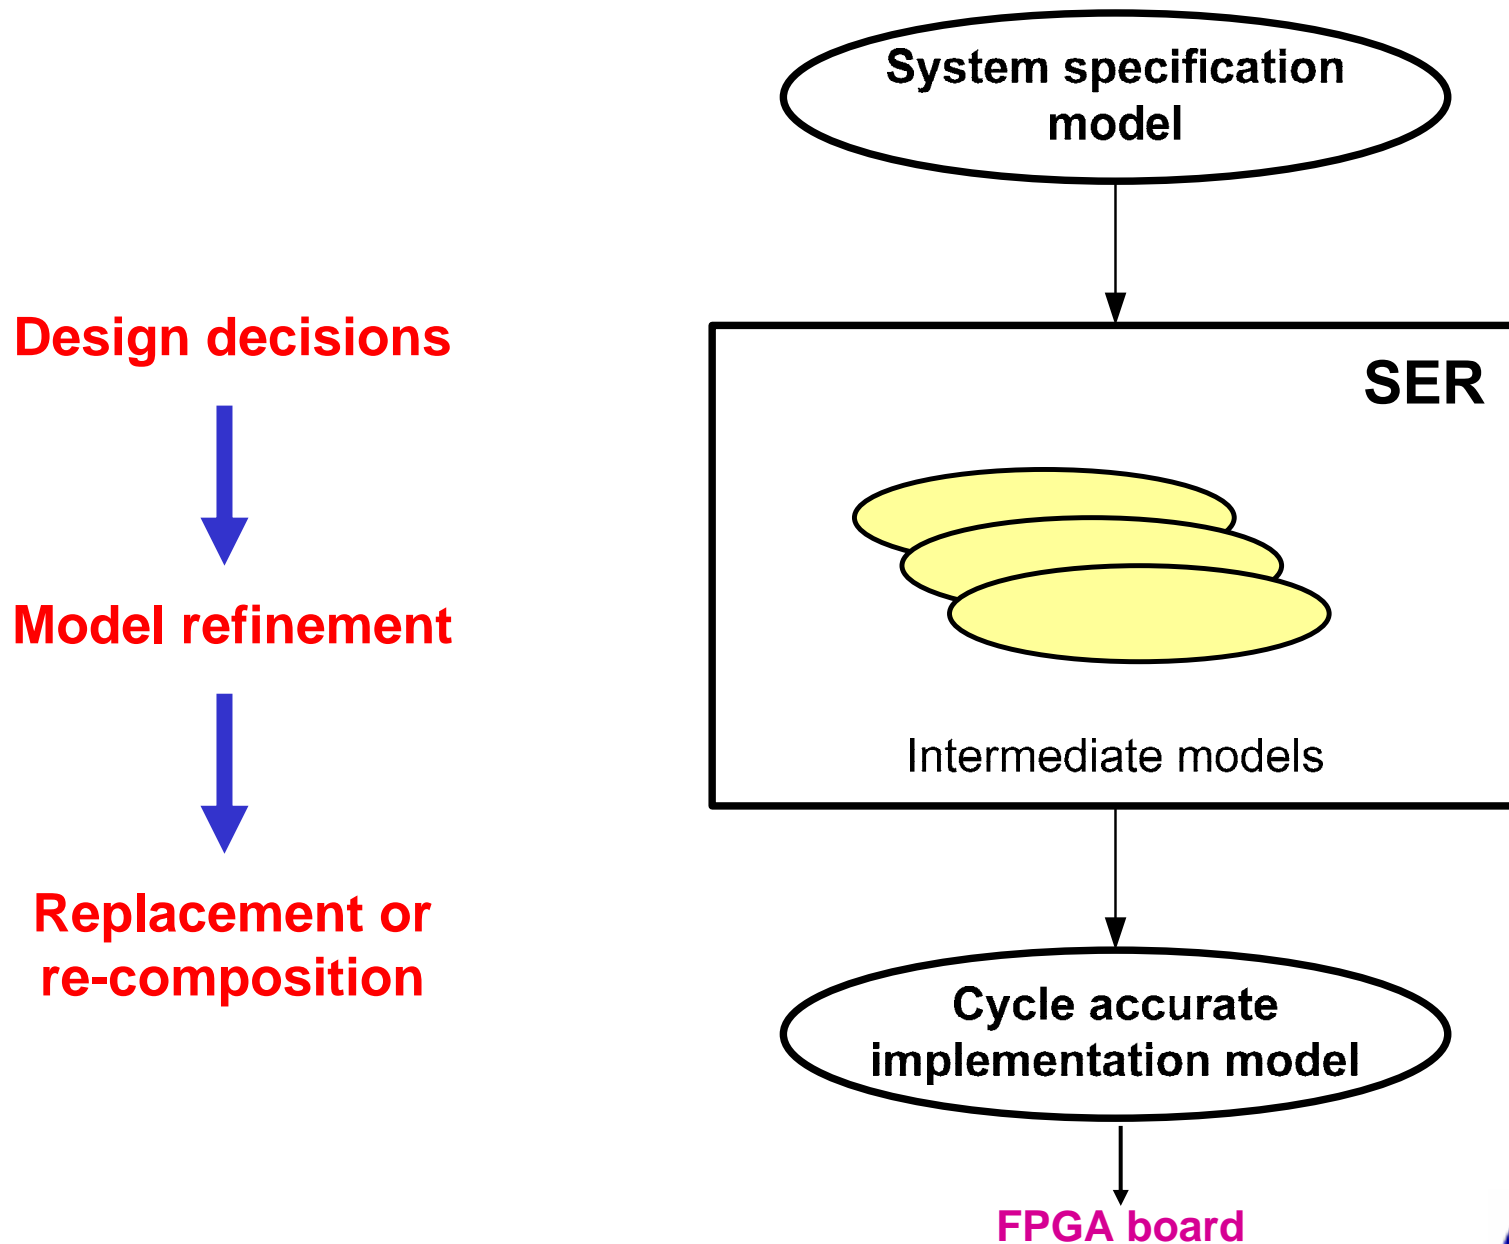 System specification
model
Design decisions
SER
Model refinement
Intermediate models
Replacement or
re-composition
Cycle accurate
implementation model
FPGA board